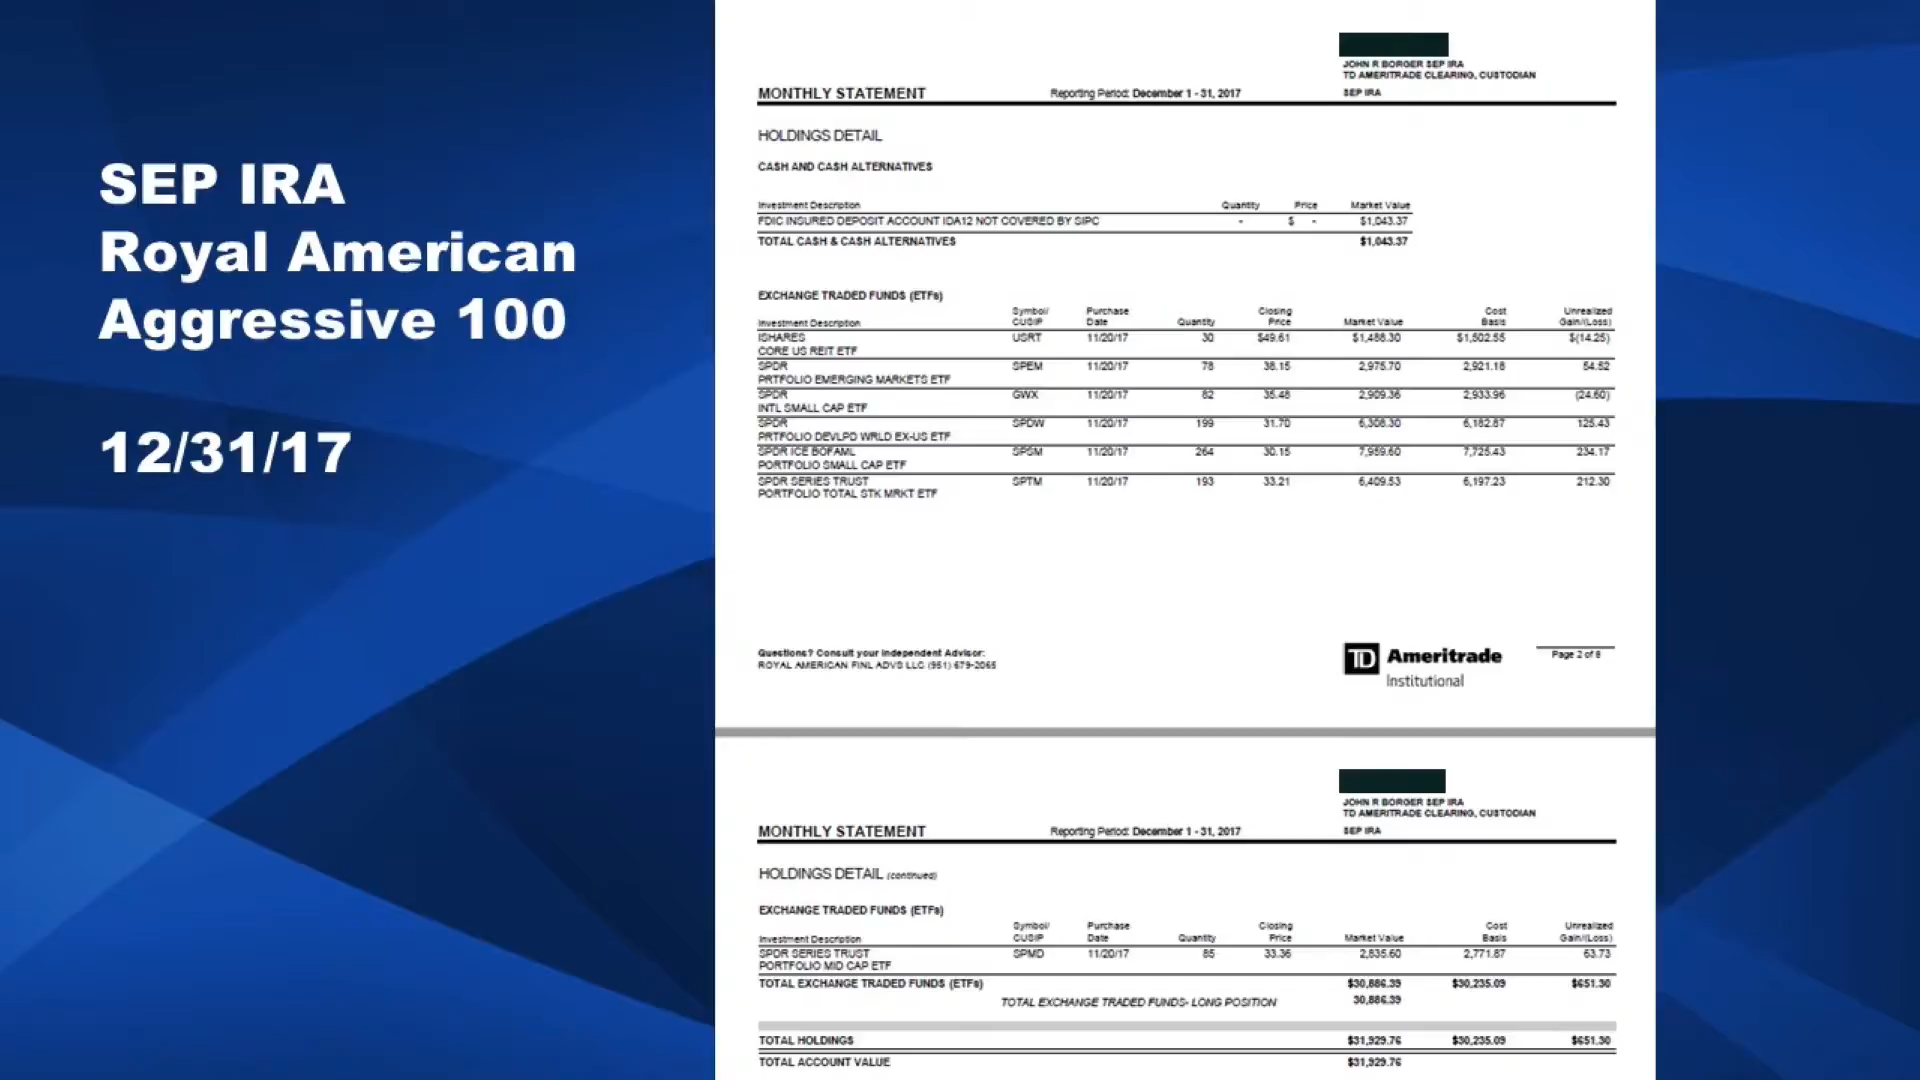 SEP IRA
Royal American
Aggressive 100
12/31/17
JOHN R BORGER SEP IRA
TD AMERITRADE CLEARING, CUSTODIAN
MONTHLY STATEMENT Reporting Period: December 1 - 31, 2017 SEP IRA
HOLDINGS DETAIL
CASH AND CASH ALTERNATIVES
Investment Description Quantity Price Market Value
FDIC INSURED DEPOSIT ACCOUNT IDA12 NOT COVERED BY SIPC - $ - $1,043.37
TOTAL CASH & CASH ALTERNATIVES $1,043.37
EXCHANGE TRADED FUNDS (ETFs)
Symbol/ Purchase Closing Cost Unrealized
Investment Description CUSIP Date Quantity Price Market Value Basis Gain/(Loss)
ISHARES USRT 11/20/17 30 $49.61 $1,488.30 $1,502.55 $(14.25)
CORE US REIT ETF
SPDR SPEM 11/20/17 78 38.15 2,975.70 2,921.18 54.52
PRTFOLIO EMERGING MARKETS ETF
SPDR GWX 11/20/17 82 35.48 2,909.36 2,933.96 (24.60)
INTL SMALL CAP ETF
SPDR SPDW 11/20/17 199 31.70 6,308.30 6,182.87 125.43
PRTFOLIO DEVLPD WRLD EX-US ETF
SPDR ICE BOFAML SPSM 11/20/17 264 30.15 7,959.60 7,725.43 234.17
PORTFOLIO SMALL CAP ETF
SPDR SERIES TRUST SPTM 11/20/17 193 33.21 6,409.53 6,197.23 212.30
PORTFOLIO TOTAL STK MRKT ETF
Questions? Consult your Independent Advisor:
ROYAL AMERICAN FINL ADVS LLC (951) 679-2065
TD Ameritrade
Institutional
Page 2 of 8
JOHN R BORGER SEP IRA
TD AMERITRADE CLEARING, CUSTODIAN
MONTHLY STATEMENT Reporting Period: December 1 - 31, 2017 SEP IRA
HOLDINGS DETAIL (continued)
EXCHANGE TRADED FUNDS (ETFs)
Symbol/ Purchase Closing Cost Unrealized
Investment Description CUSIP Date Quantity Price Market Value Basis Gain/(Loss)
SPDR SERIES TRUST SPMD 11/20/17 85 33.36 2,835.60 2,771.87 63.73
PORTFOLIO MID CAP ETF
TOTAL EXCHANGE TRADED FUNDS (ETFs) $30,886.39 $30,235.09 $651.30
TOTAL EXCHANGE TRADED FUNDS- LONG POSITION 30,886.39
TOTAL HOLDINGS $31,929.76 $30,235.09 $651.30
TOTAL ACCOUNT VALUE $31,929.76